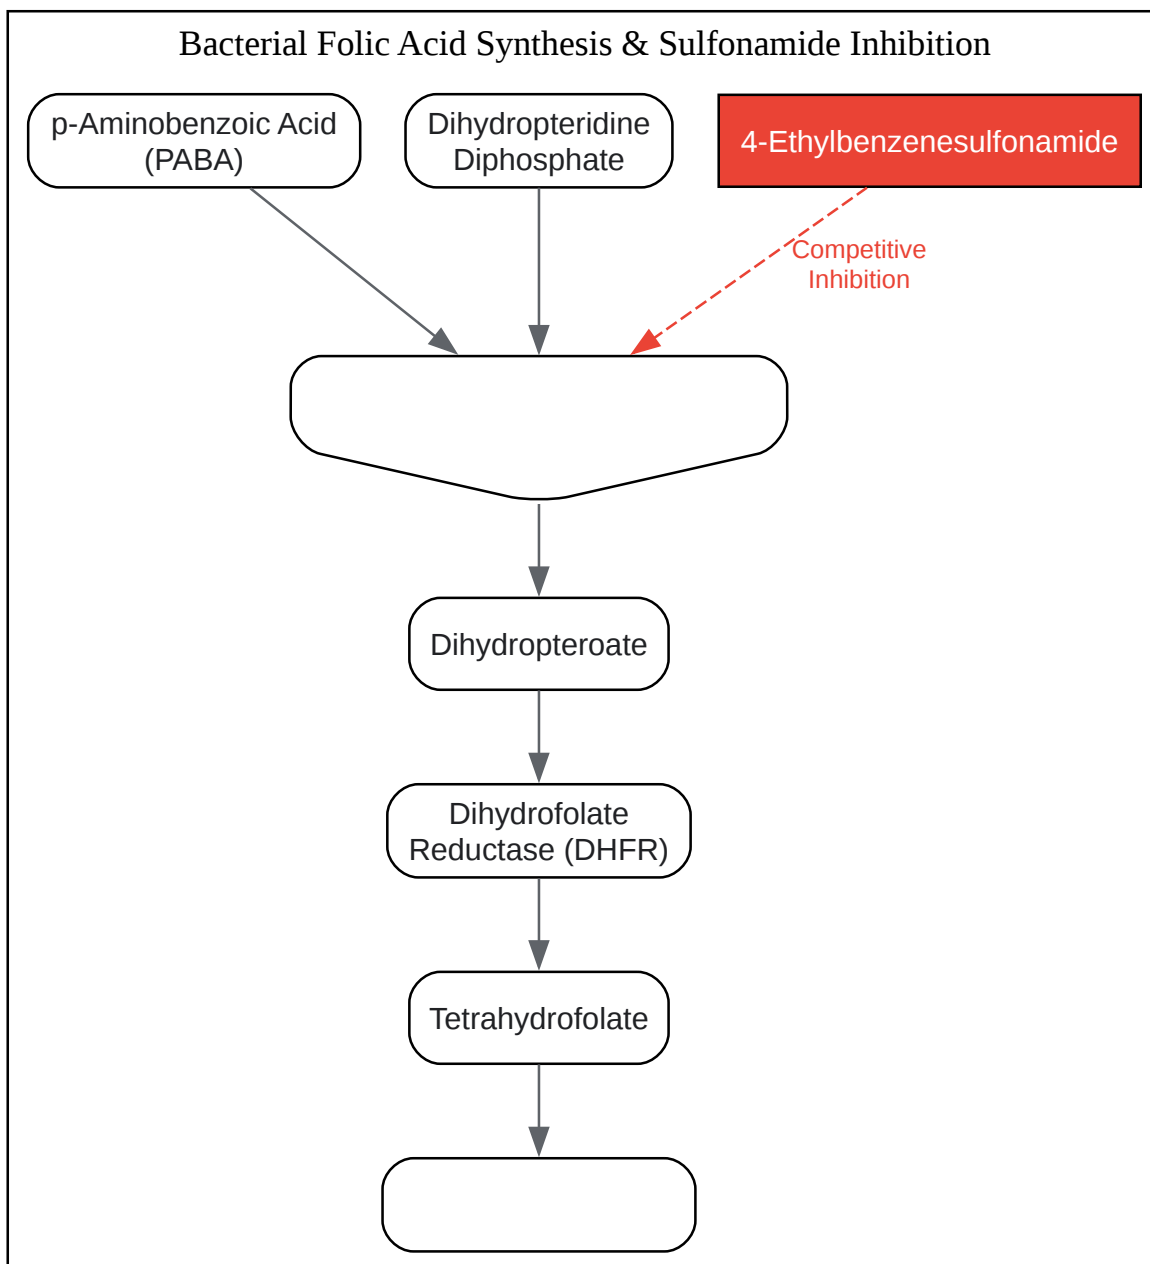 Bacterial Folic Acid Synthesis & Sulfonamide Inhibition
p-Aminobenzoic Acid
(PABA)
Dihydropteridine
Diphosphate
4-Ethylbenzenesulfonamide
Competitive
Inhibition
Dihydropteroate
Dihydrofolate
Reductase (DHFR)
Tetrahydrofolate